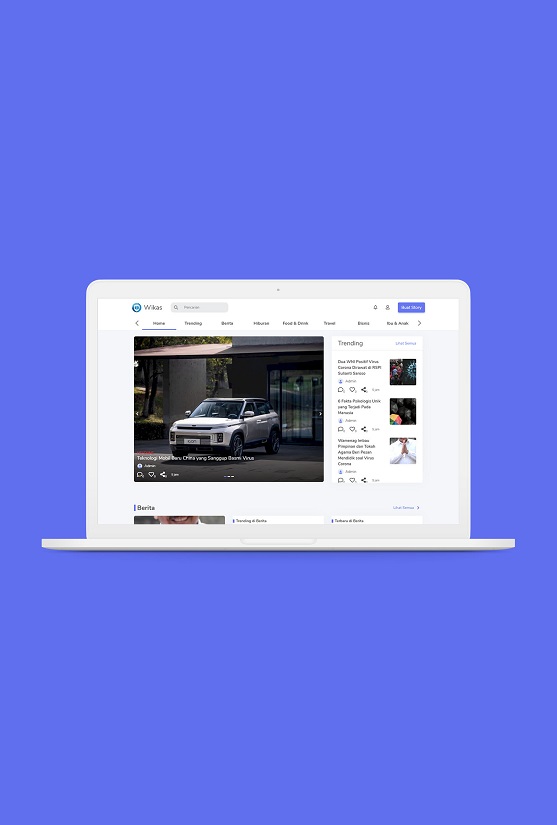 Wikas
Pencarian
Buat Story
Home Trending Berita Hiburan Food & Drink Travel Bisnis You & Anak
Trending
Lihat Semua
Dua WNI Positif Virus
Corona Dirawat di RSPI
Sulianti Saroso
Admin
5 jam
6 Fakta Psikologis Unik
yang Terjadi Pada
Manusia
Admin
5 jam
Wamenag Imbau
Pimpinan dan Tokoh
Agama Beri Pesan
Mendidik soal Virus
Corona
Admin
5 jam
Teknologi Mobil Baru China yang Sanggup Basmi Virus
Admin
5 jam
Berita
Lihat Semua
Trending di Berita
Terbaru di Berita